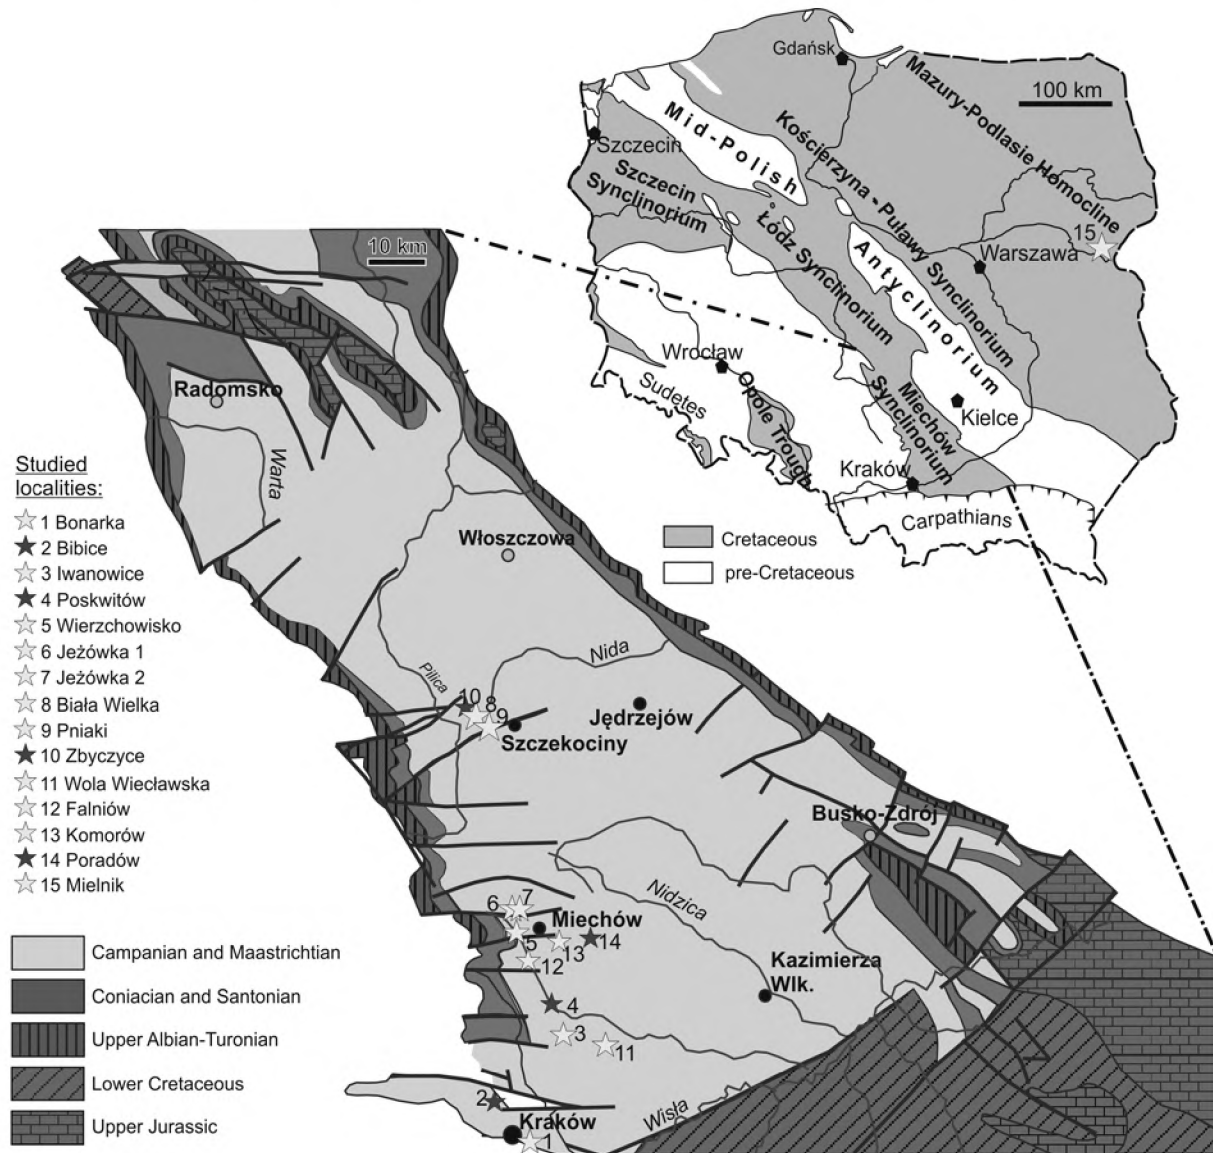 Gdańsk
100 km
Mazury-Podlasie Homocline
Mid-Polish
Kościerzyna - Puławy Synclinorium
Szczecin
Szczecin
Synclinorium
Łódz Synclinorium
15
Warszawa
Antyclinorium
Wrocław
Sudetes
Opole Trough
Miechów
Synclinorium
Kielce
Kraków
Carpathians
Cretaceous
pre-Cretaceous
10 km
Radomsko
Warta
Włoszczowa
Pilica
Nida
10
8
9
Szczekociny
Jędrzejów
Busko-Zdrój
Nidzica
6
7
Miechów
5
13
14
12
Kazimierza
Wlk.
4
3
11
2
Kraków
1
Wisła
Studied
localities:
1 Bonarka
2 Bibice
3 Iwanowice
4 Poskwitów
5 Wierzchowisko
6 Jeżówka 1
7 Jeżówka 2
8 Biała Wielka
9 Pniaki
10 Zbyczyce
11 Wola Wiecławska
12 Falniów
13 Komorów
14 Poradów
15 Mielnik
Campanian and Maastrichtian
Coniacian and Santonian
Upper Albian-Turonian
Lower Cretaceous
Upper Jurassic